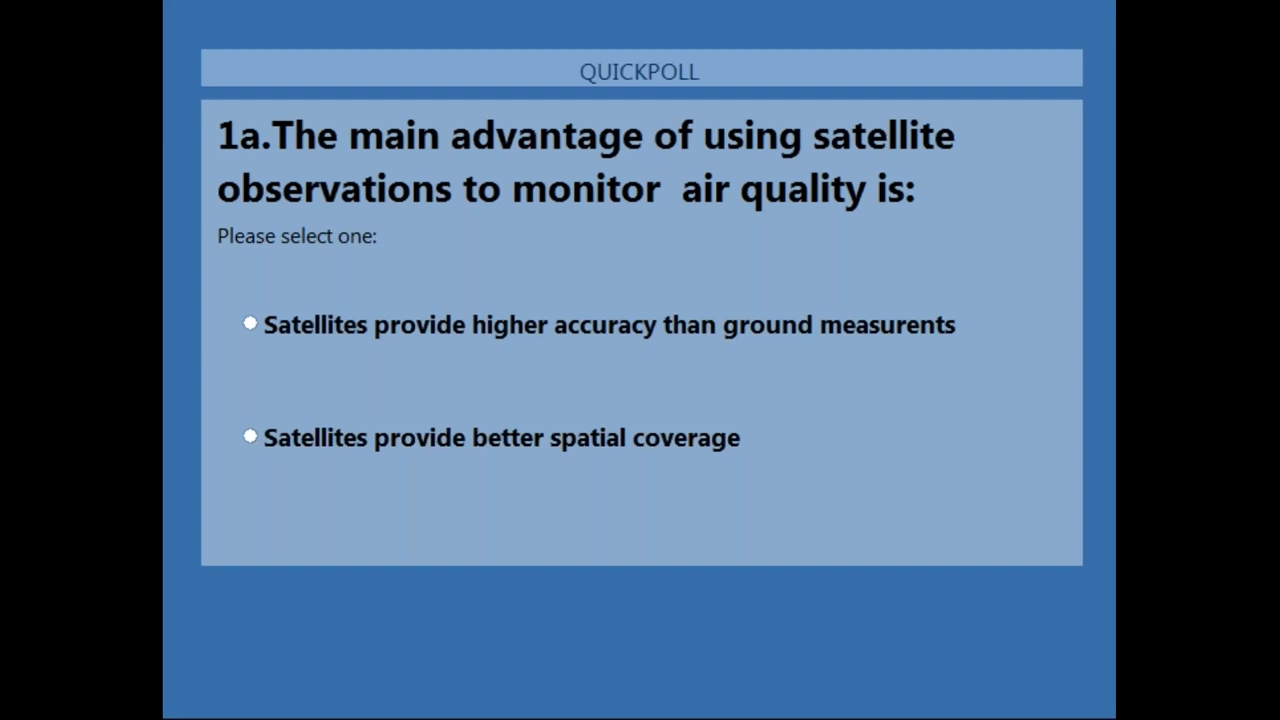 QUICKPOLL
1a.The main advantage of using satellite
observations to monitor  air quality is:
Please select one:
Satellites provide higher accuracy than ground measurents
Satellites provide better spatial coverage